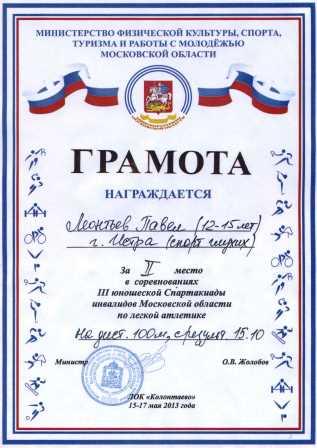 МИНИСТЕРСТВО ФИЗИЧЕСКОЙ КУЛЬТУРЫ, СПОРТА,
ТУРИЗМА И РАБОТЫ С МОЛОДЁЖЬЮ
МОСКОВСКОЙ ОБЛАСТИ
ГРАМОТА
НАГРАЖДАЕТСЯ
Леонтьев Павел (12-15 лет)
г. Истра (спорт глухих)
За II место
в соревнованиях
III юношеской Спартакиады
инвалидов Московской области
по легкой атлетике
На дист. 100м, с рез. 15.10
Министр О.В. Жолобов
ЛОК «Колонтаево»
15-17 мая 2013 года